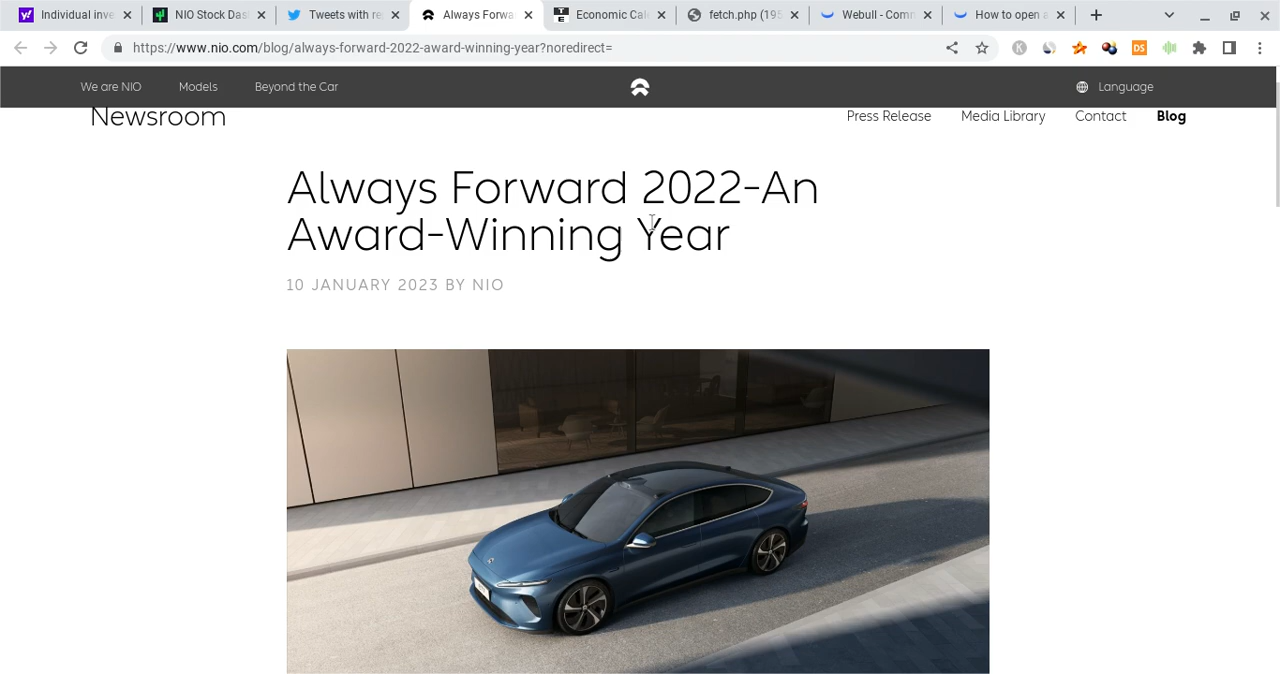 Individual inve
NIO Stock Das
Tweets with re
Always Forwa
Economic Cal
fetch.php (195
Webull - Comm
How to open a
https://www.nio.com/blog/always-forward-2022-award-winning-year?noredirect=
We are NIO
Models
Beyond the Car
Language
Newsroom
Press Release
Media Library
Contact
Blog
Always Forward 2022-An
Award-Winning Year
10 JANUARY 2023 BY NIO